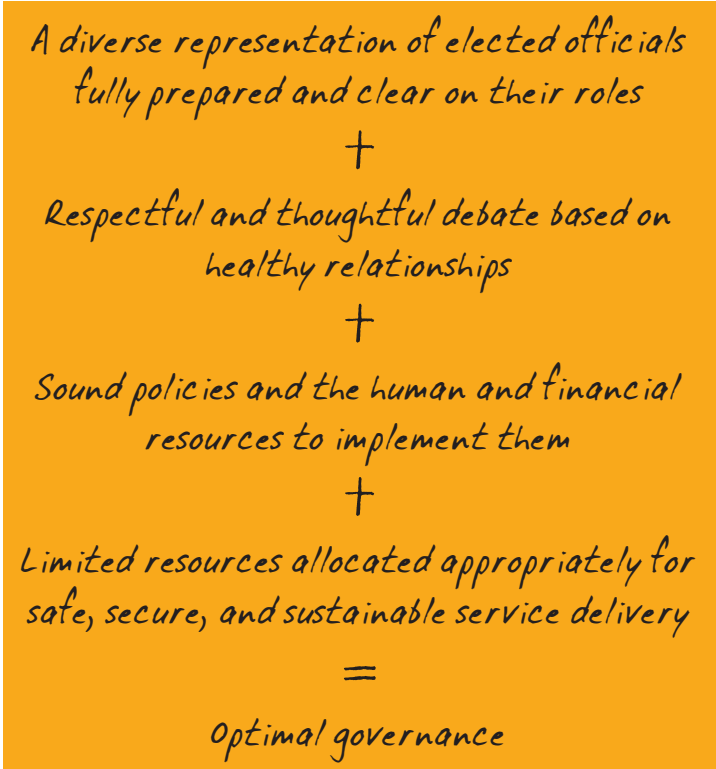 A diverse representation of elected officials
fully prepared and clear on their roles
+
Respectful and thoughtful debate based on
healthy relationships
+
Sound policies and the human and financial
resources to implement them
+
Limited resources allocated appropriately for
safe, secure, and sustainable service delivery
=
Optimal governance